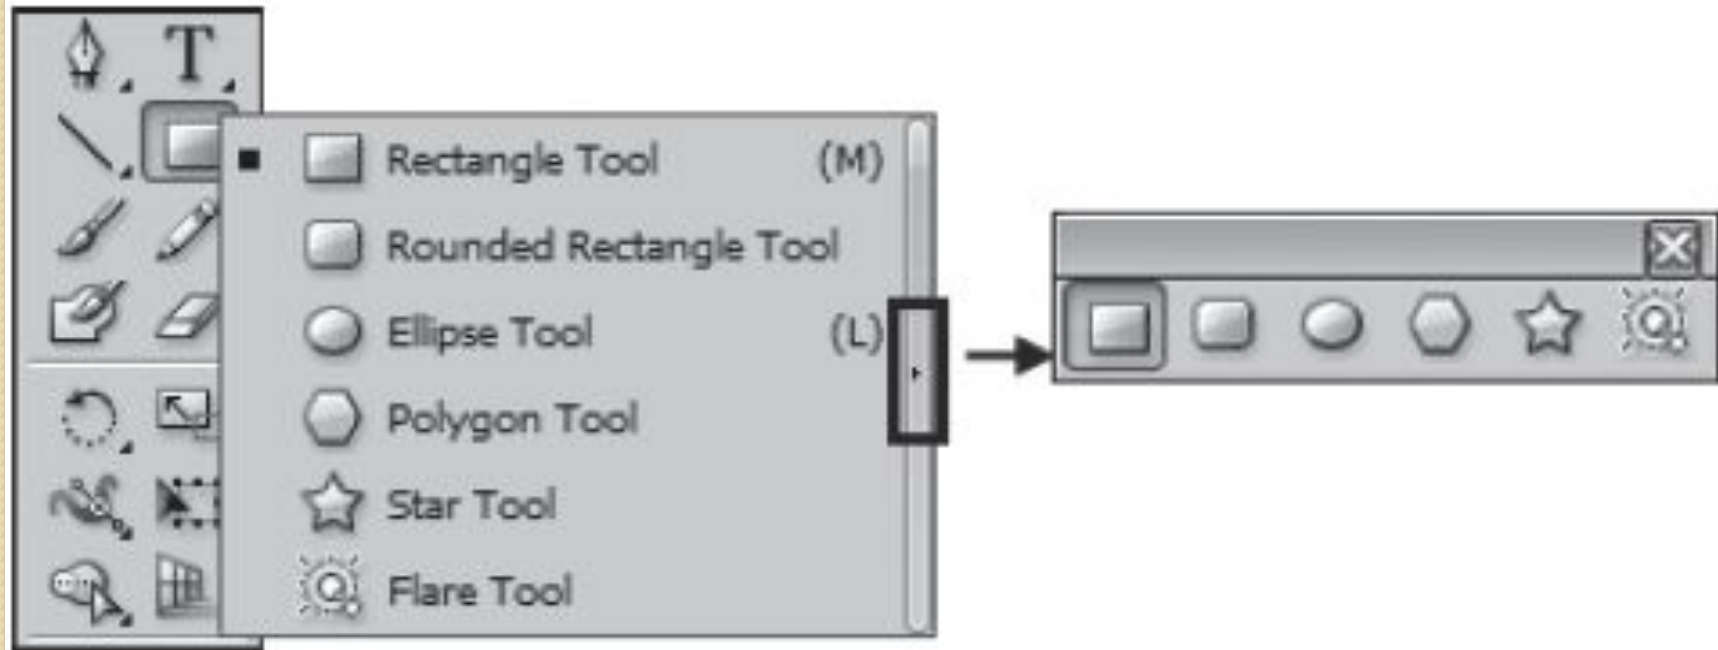 T
Rectangle Tool (M)
Rounded Rectangle Tool
Ellipse Tool (L)
Polygon Tool
Star Tool
Flare Tool